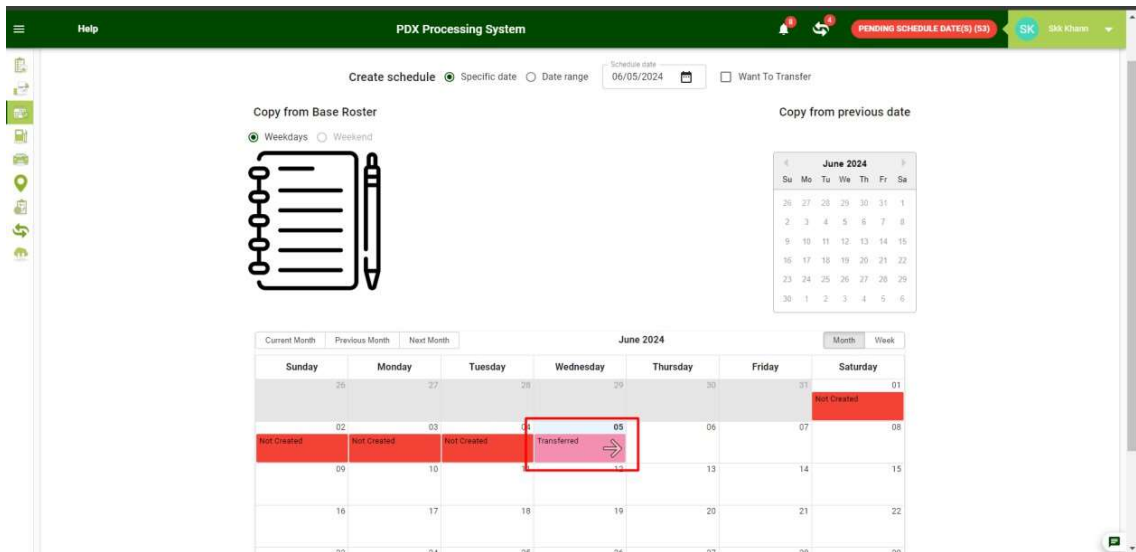 Help
PDX Processing System
8
4
PENDING SCHEDULE DATE(S) (53)
SK
Skk Khann
Create schedule
Specific date
Date range
Schedule date
06/05/2024
Want To Transfer
Copy from Base Roster
Copy from previous date
Weekdays
Weekend
June 2024
Su Mo Tu We Th Fr Sa
26 27 28 29 30 31 1
2 3 4 5 6 7 8
9 10 11 12 13 14 15
16 17 18 19 20 21 22
23 24 25 26 27 28 29
30 1 2 3 4 5 6
Current Month Previous Month Next Month
June 2024
Month Week
Sunday Monday Tuesday Wednesday Thursday Friday Saturday
26 27 28 29 30 31 01
Not Created
02 03 04 05 06 07 08
Not Created Not Created Not Created Transferred
09 10 11 12 13 14 15
16 17 18 19 20 21 22